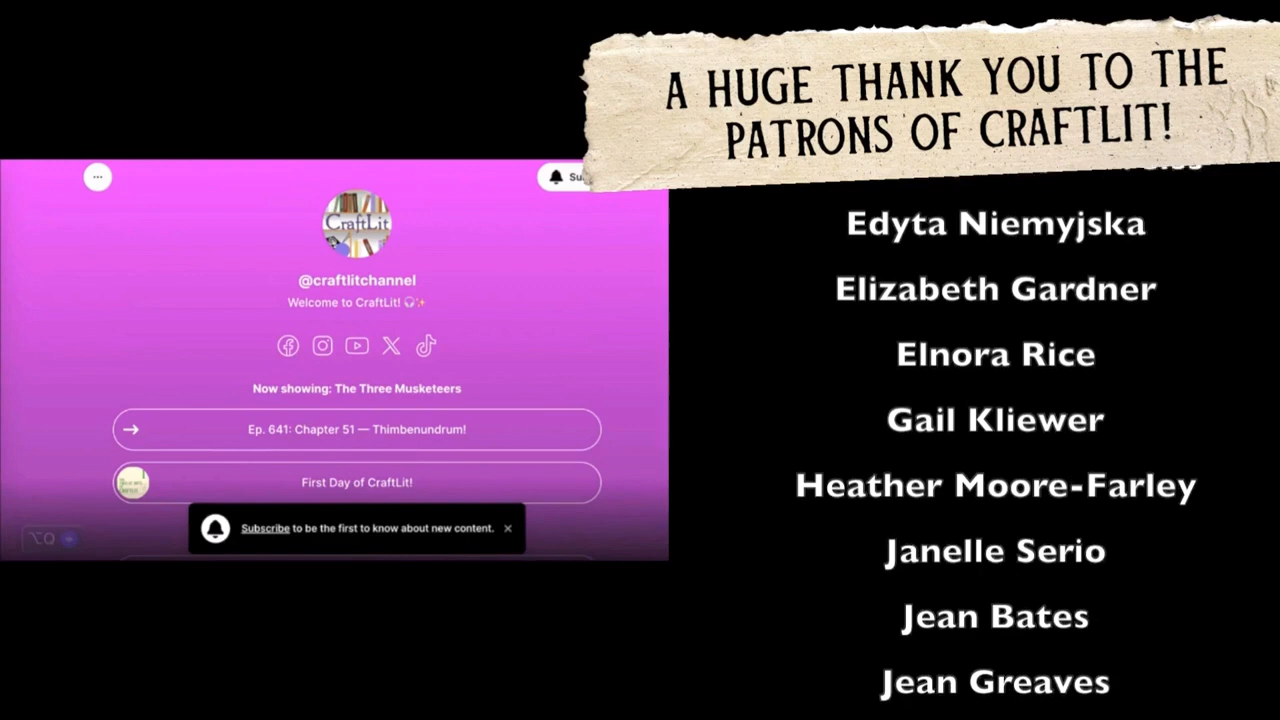 A HUGE THANK YOU TO THE
PATRONS OF CRAFTLIT!
CraftLit
@craftlitchannel
Welcome to CraftLit! 🎧✨
Now showing: The Three Musketeers
Ep. 641: Chapter 51 — Thimbenundrum!
First Day of CraftLit!
Subscribe to be the first to know about new content.
⌥Q
Edyta Niemyjska
Elizabeth Gardner
Elnora Rice
Gail Kliewer
Heather Moore-Farley
Janelle Serio
Jean Bates
Jean Greaves